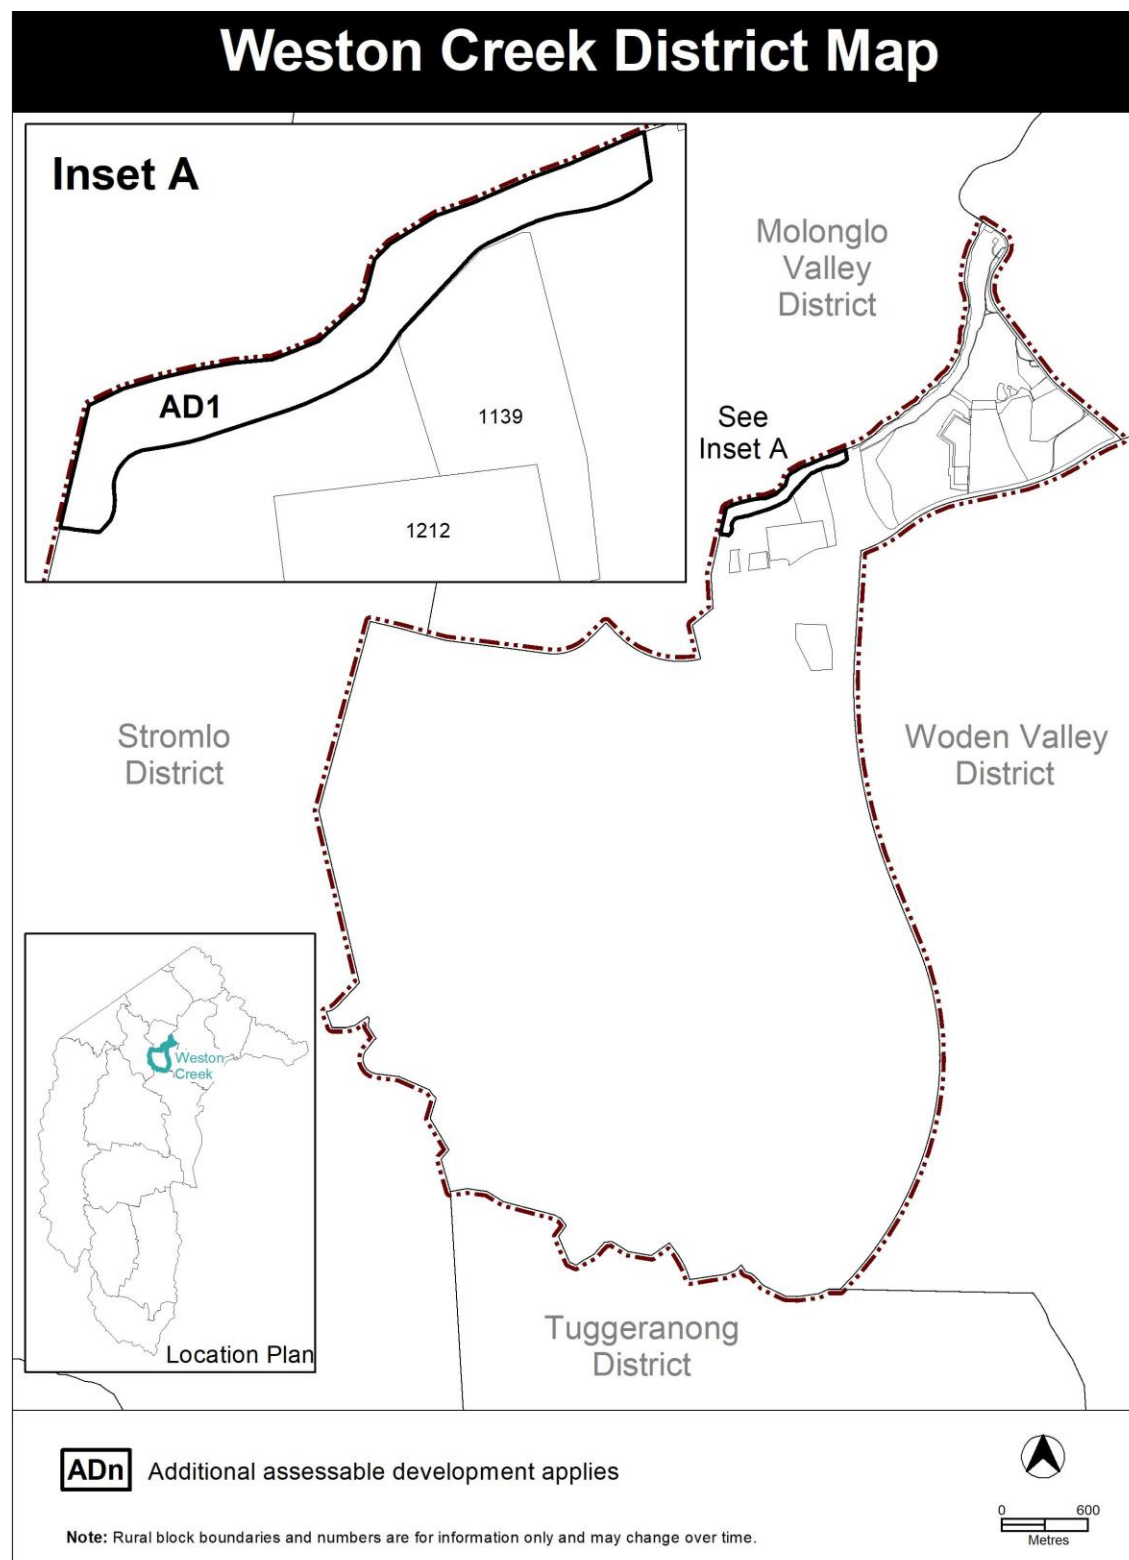 Weston Creek District Map
Inset A
AD1
1139
1212
Molonglo
Valley
District
See
Inset A
Stromlo
District
Woden Valley
District
Weston
Creek
Location Plan
Tuggeranong
District
ADn Additional assessable development applies
Note: Rural block boundaries and numbers are for information only and may change over time.
0 600
Metres